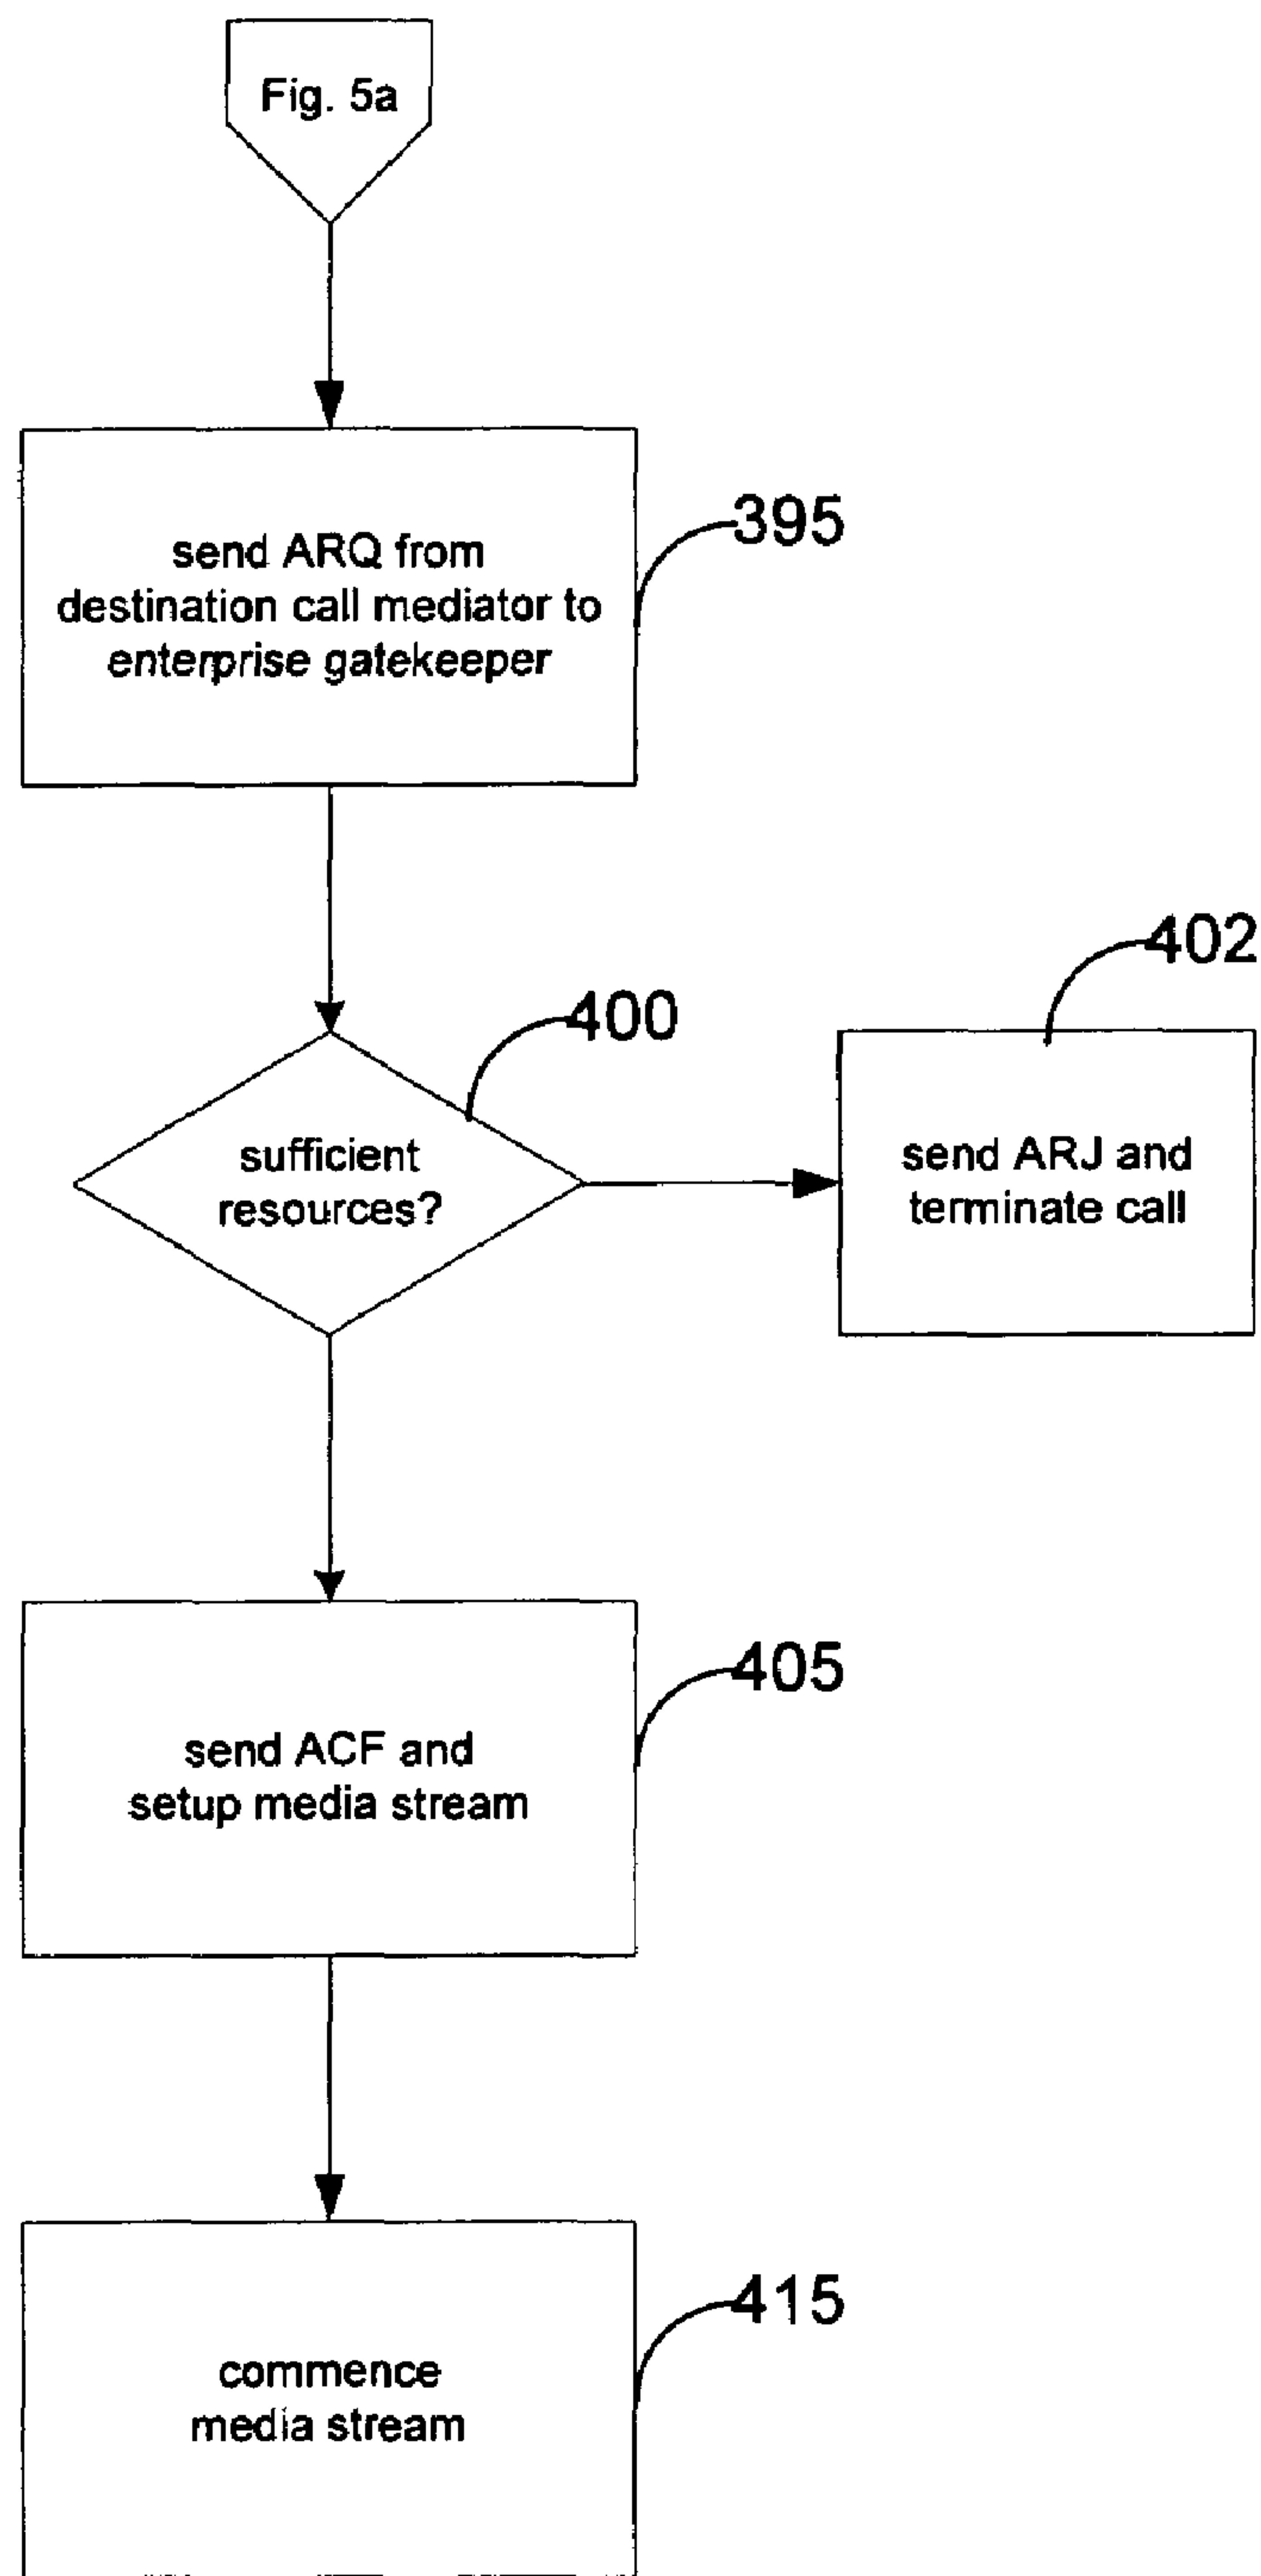 Fig. 5a
send ARQ from
destination call mediator to
enterprise gatekeeper
395
sufficient
resources?
400
send ARJ and
terminate call
402
send ACF and
setup media stream
405
commence
media stream
415